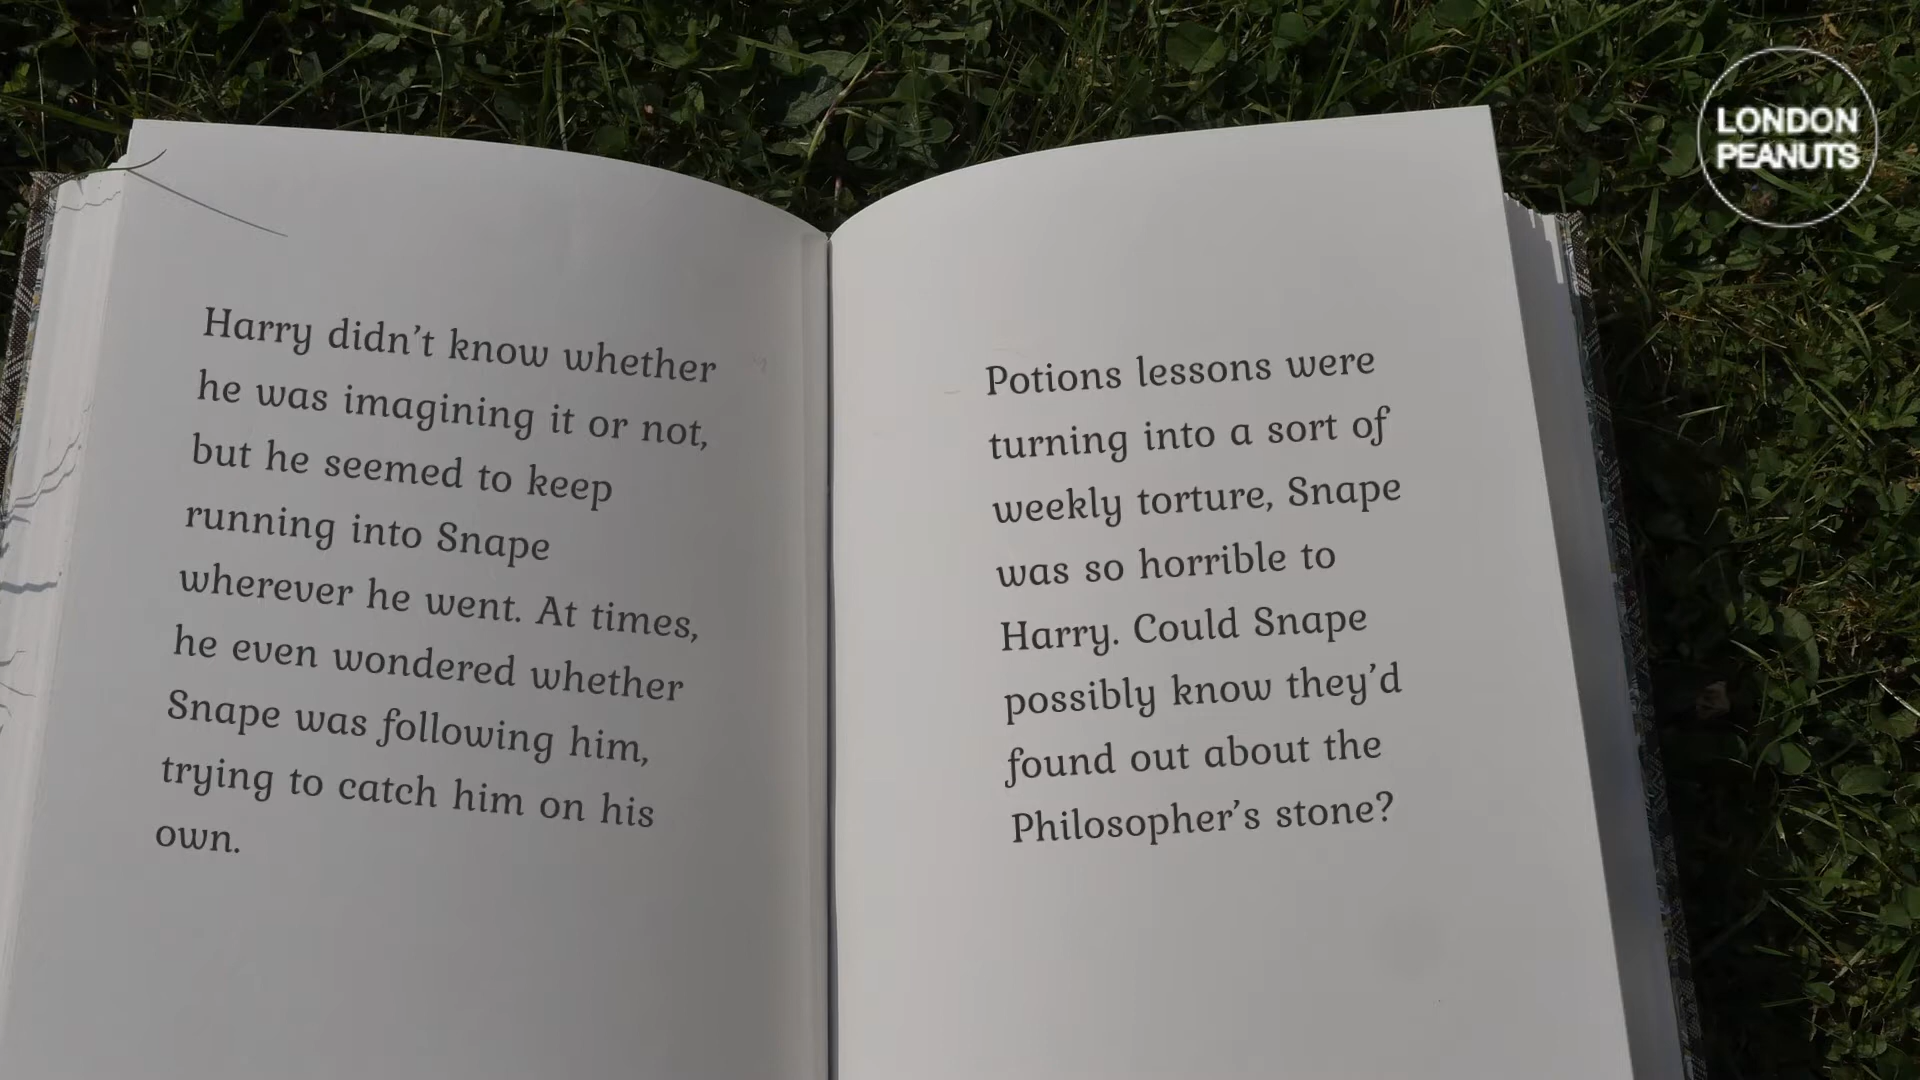 Harry didn't know whether
he was imagining it or not,
but he seemed to keep
running into Snape
wherever he went. At times,
he even wondered whether
Snape was following him,
trying to catch him on his
own.
Potions lessons were
turning into a sort of
weekly torture, Snape
was so horrible to
Harry. Could Snape
possibly know they'd
found out about the
Philosopher's stone?
LONDON
PEANUTS